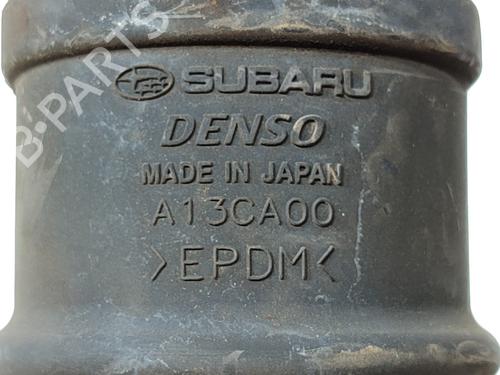 SUBARU
DENSO
MADE IN JAPAN
A13CA00
>EPDM<
B-PARTS